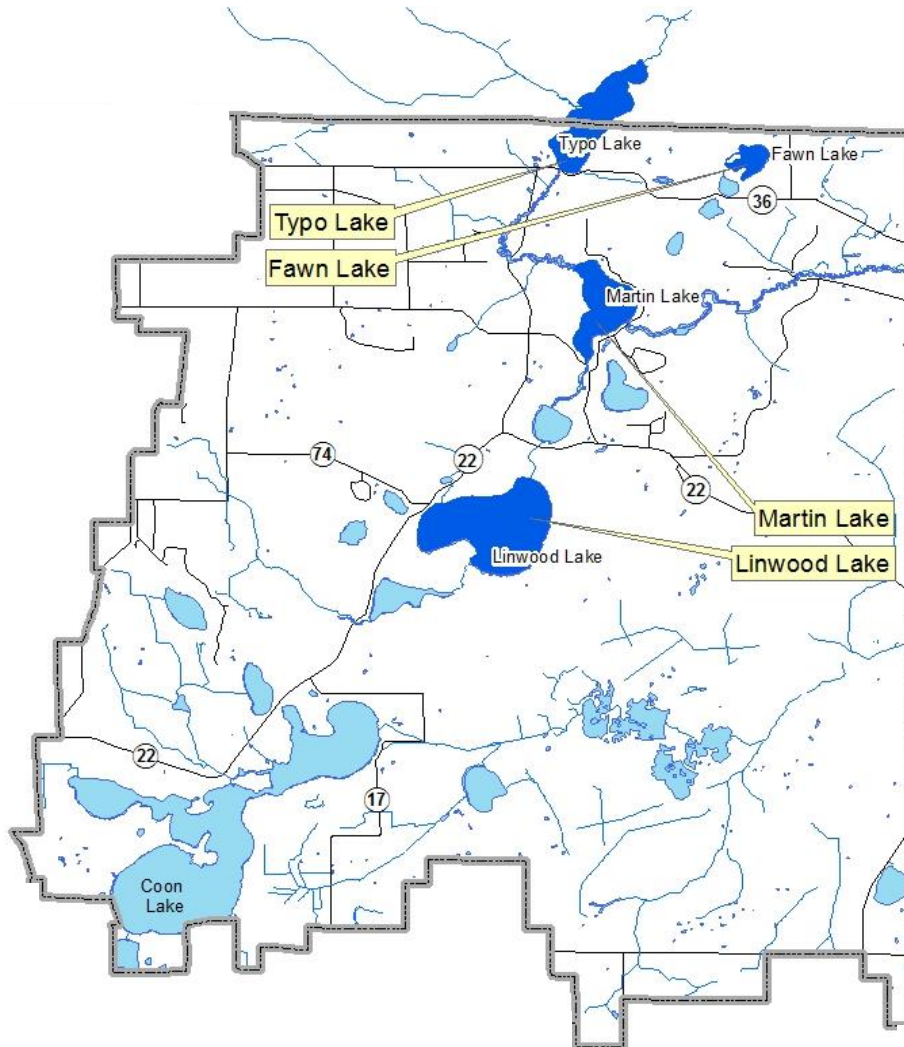 Typo Lake
Fawn Lake
36
Typo Lake
Fawn Lake
Martin Lake
74
22
22
Martin Lake
Linwood Lake
Linwood Lake
22
17
Coon
Lake